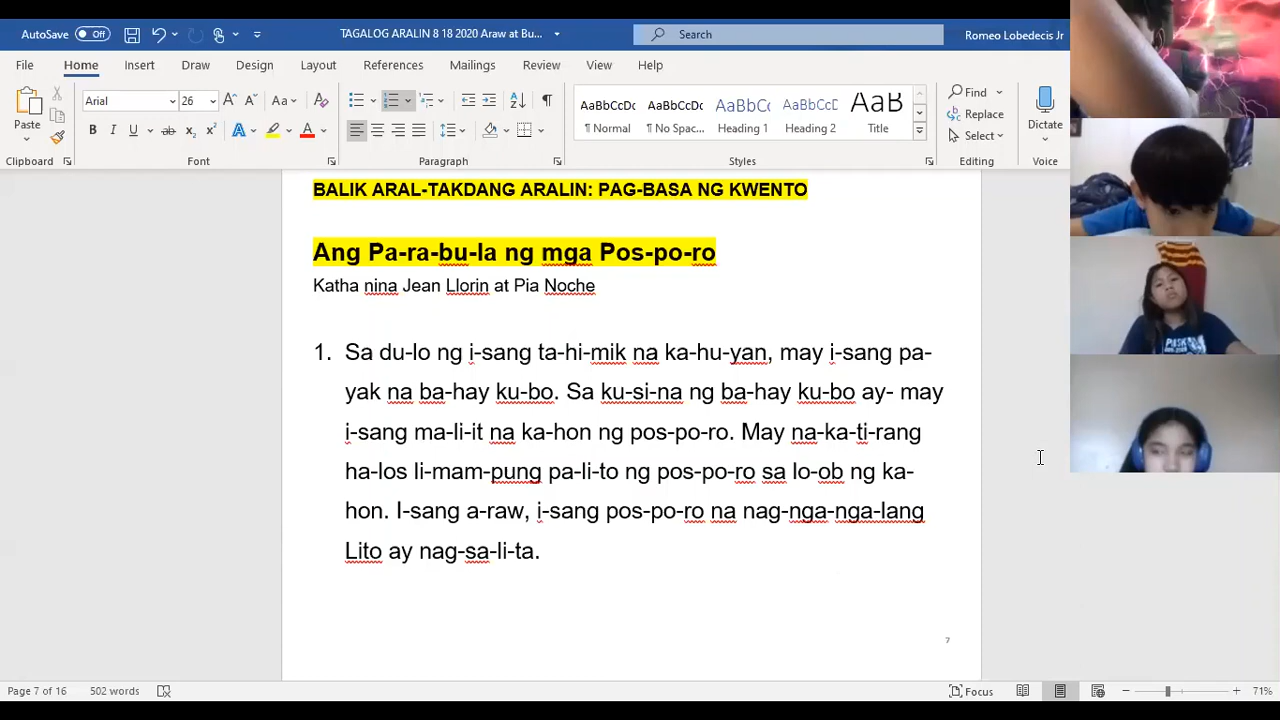 AutoSave Off TAGALOG ARALIN 8 18 2020 Araw at Bu... Search Romeo Lobedecis Jr
File Home Insert Draw Design Layout References Mailings Review View Help
Paste Arial 26 AaBbCcDc AaBbCcDc AaBbCc AaBbCcD AaB Find Dictate
¶ Normal ¶ No Spac... Heading 1 Heading 2 Title Replace
Select
Clipboard Font Paragraph Styles Editing Voice
BALIK ARAL-TAKDANG ARALIN: PAG-BASA NG KWENTO
Ang Pa-ra-bu-la ng mga Pos-po-ro
Katha nina Jean Llorin at Pia Noche
1. Sa du-lo ng i-sang ta-hi-mik na ka-hu-yan, may i-sang pa-
yak na ba-hay ku-bo. Sa ku-si-na ng ba-hay ku-bo ay- may
i-sang ma-li-it na ka-hon ng pos-po-ro. May na-ka-ti-rang
ha-los li-mam-pung pa-li-to ng pos-po-ro sa lo-ob ng ka-
hon. I-sang a-raw, i-sang pos-po-ro na nag-nga-nga-lang
Lito ay nag-sa-li-ta.
7
Page 7 of 16 502 words Focus 71%